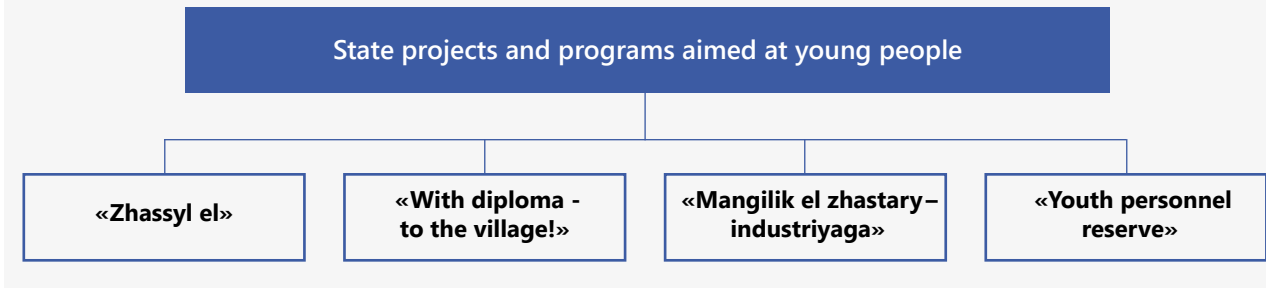 State projects and programs aimed at young people
«Zhassyl el»
«With diploma -
to the village!»
«Mangilik el zhastary–
industriyaga»
«Youth personnel
reserve»